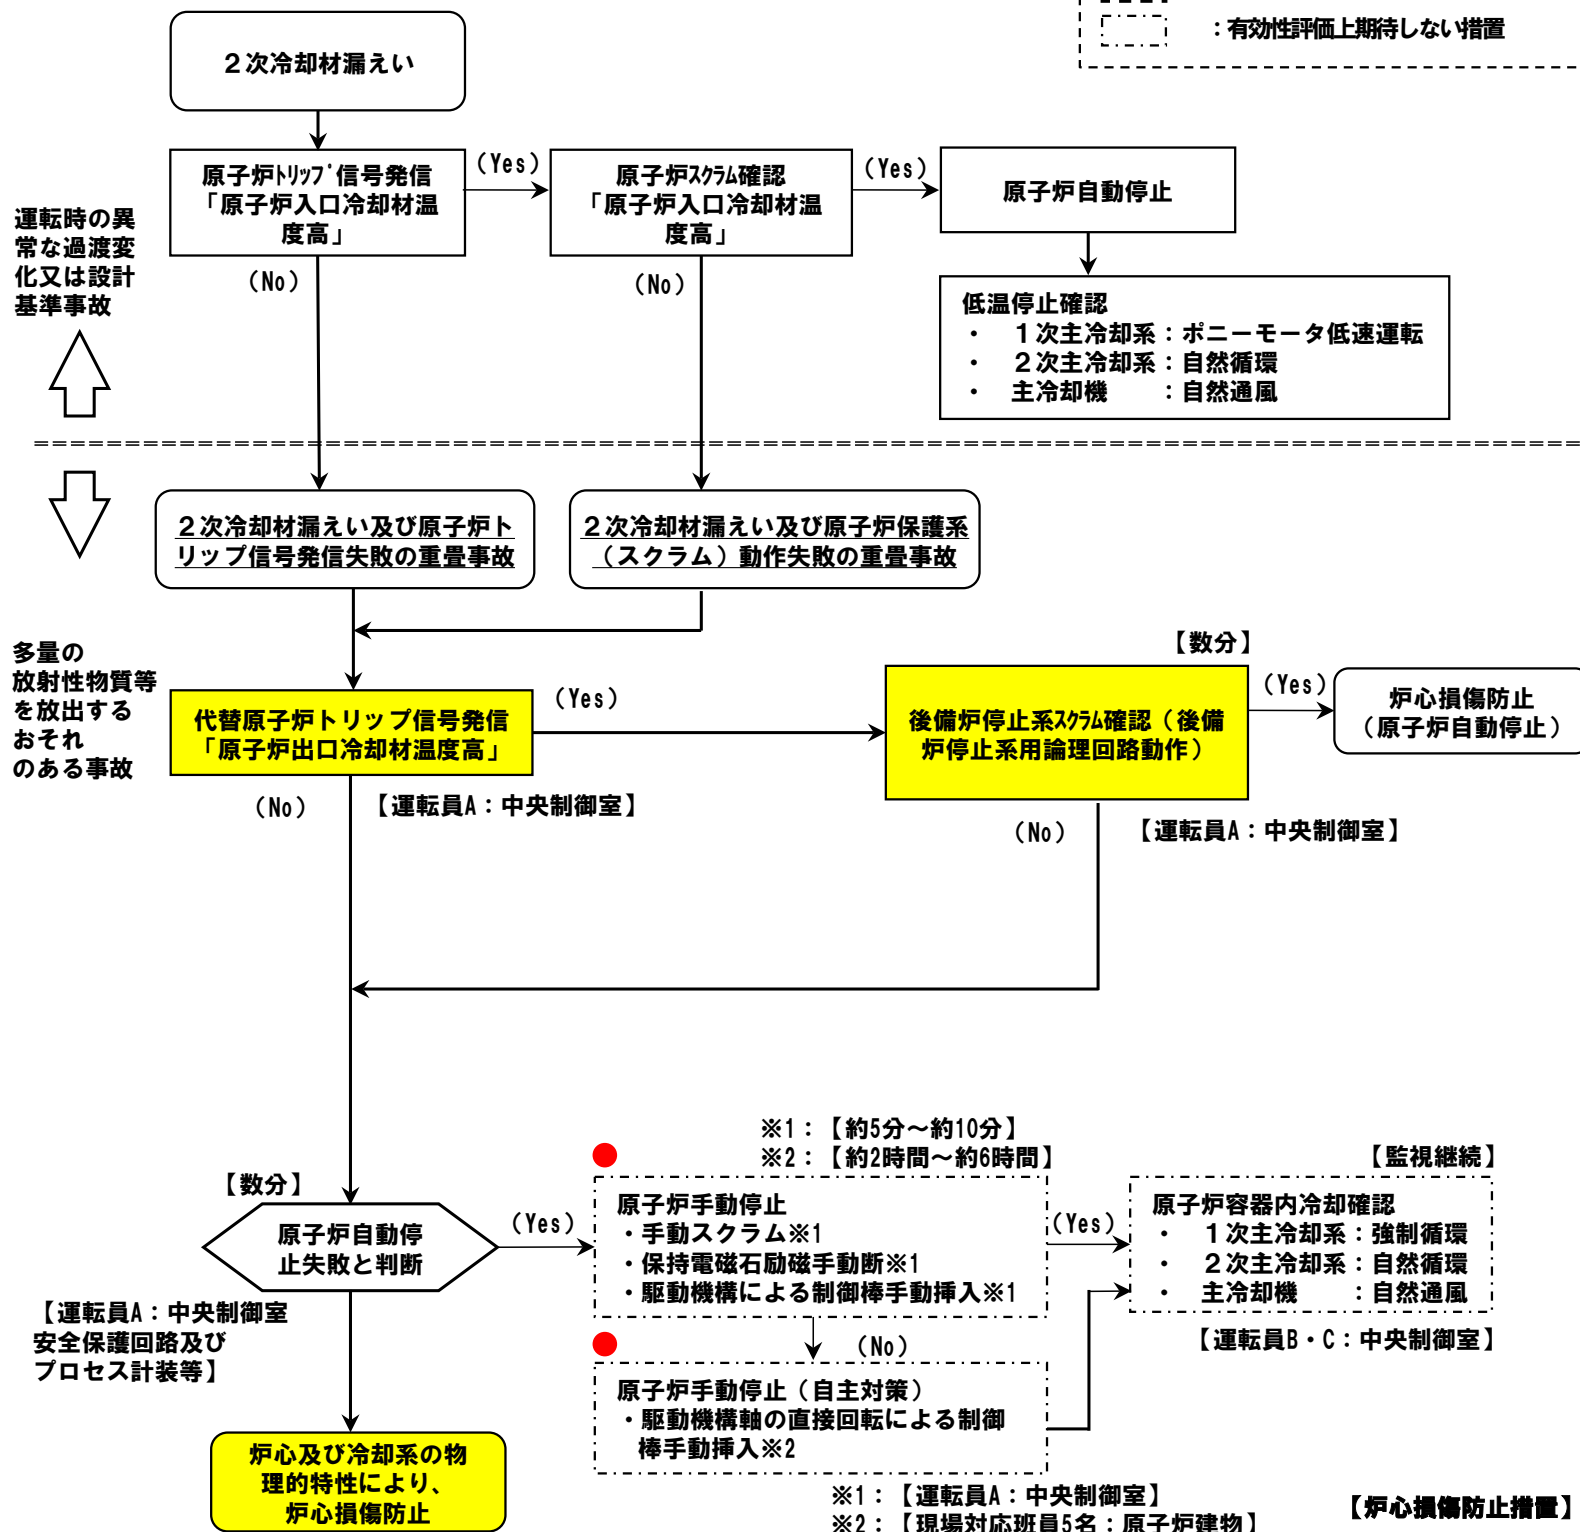 ：有効性評価上期待しない措置
２次冷却材漏えい
原子炉ﾄﾘｯﾌﾟ信号発信
「原子炉入口冷却材温
度高」
（Yes）
原子炉ｽｸﾗﾑ確認
「原子炉入口冷却材温
度高」
（Yes）
原子炉自動停止
（No）
（No）
運転時の異
常な過渡変
化又は設計
基準事故
低温停止確認
・　１次主冷却系：ポニーモータ低速運転
・　２次主冷却系：自然循環
・　主冷却機　　：自然通風
２次冷却材漏えい及び原子炉ト
リップ信号発信失敗の重畳事故
２次冷却材漏えい及び原子炉保護系
（スクラム）動作失敗の重畳事故
多量の
放射性物質等
を放出する
おそれ
のある事故
代替原子炉トリップ信号発信
「原子炉出口冷却材温度高」
（Yes）
【数分】
後備炉停止系ｽｸﾗﾑ確認（後備
炉停止系用論理回路動作）
（Yes）
炉心損傷防止
（原子炉自動停止）
（No）
【運転員A：中央制御室】
（No）
【運転員A：中央制御室】
※1：【約5分～約10分】
※2：【約2時間～約6時間】
【数分】
原子炉自動停
止失敗と判断
（Yes）
原子炉手動停止
・手動スクラム※1
・保持電磁石励磁手動断※1
・駆動機構による制御棒手動挿入※1
（Yes）
【監視継続】
原子炉容器内冷却確認
・　１次主冷却系：強制循環
・　２次主冷却系：自然循環
・　主冷却機　　：自然通風
【運転員B・C：中央制御室】
【運転員A：中央制御室
安全保護回路及び
プロセス計装等】
（No）
原子炉手動停止（自主対策）
・駆動機構軸の直接回転による制御
棒手動挿入※2
炉心及び冷却系の物
理的特性により、
炉心損傷防止
※1：【運転員A：中央制御室】
※2：【現場対応班員5名：原子炉建物】
【炉心損傷防止措置】